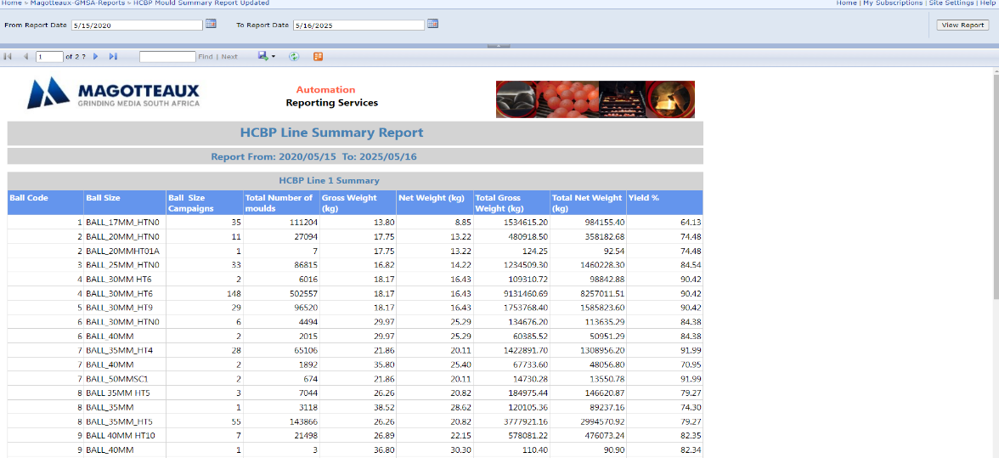 Home > Magotteaux-GMSA-Reports > HCBP Mould Summary Report Updated
Home | My Subscriptions | Site Settings | Help
From Report Date 5/15/2020 To Report Date 5/16/2025 View Report
1 of 2 ? Find | Next
MAGOTTEAUX
GRINDING MEDIA SOUTH AFRICA
Automation
Reporting Services
HCBP Line Summary Report
Report From: 2020/05/15 To: 2025/05/16
HCBP Line 1 Summary
Ball Code Ball Size Ball Size Campaigns Total Number of moulds Gross Weight (kg) Net Weight (kg) Total Gross Weight (kg) Total Net Weight (kg) Yield %
1 BALL_17MM_HTN0 35 111204 13.80 8.85 1534615.20 984155.40 64.13
2 BALL_20MM_HTN0 11 27094 17.75 13.22 480918.50 358182.68 74.48
2 BALL_20MMHT01A 1 7 17.75 13.22 124.25 92.54 74.48
3 BALL_25MM_HTN0 33 86815 16.82 14.22 1234509.30 1460228.30 84.54
4 BALL_30MM HT6 2 6016 18.17 16.43 109310.72 98842.88 90.42
4 BALL_30MM_HT6 148 502557 18.17 16.43 9131460.69 8257011.51 90.42
5 BALL_30MM_HT9 29 96520 18.17 16.43 1753768.40 1585823.60 90.42
6 BALL_30MM_HTN0 6 4494 29.97 25.29 134676.20 113635.29 84.38
6 BALL_40MM 2 2015 29.97 25.29 60385.52 50951.29 84.38
7 BALL_35MM_HT4 28 65106 21.86 20.11 1422891.70 1308956.20 91.99
7 BALL_40MM 2 1892 35.80 25.40 67733.60 48056.80 70.95
7 BALL_50MMSC1 2 674 21.86 20.11 14730.28 13550.78 91.99
8 BALL 35MM HT5 3 7044 26.26 20.82 184975.44 146620.87 79.27
8 BALL_35MM 1 3118 38.52 28.62 120105.36 89237.16 74.30
8 BALL_35MM_HT5 55 143866 26.26 20.82 3777921.16 2994570.92 79.27
9 BALL 40MM HT10 7 21498 26.89 22.15 578081.22 476073.24 82.35
9 BALL_40MM 1 3 36.80 30.30 110.40 90.90 82.34